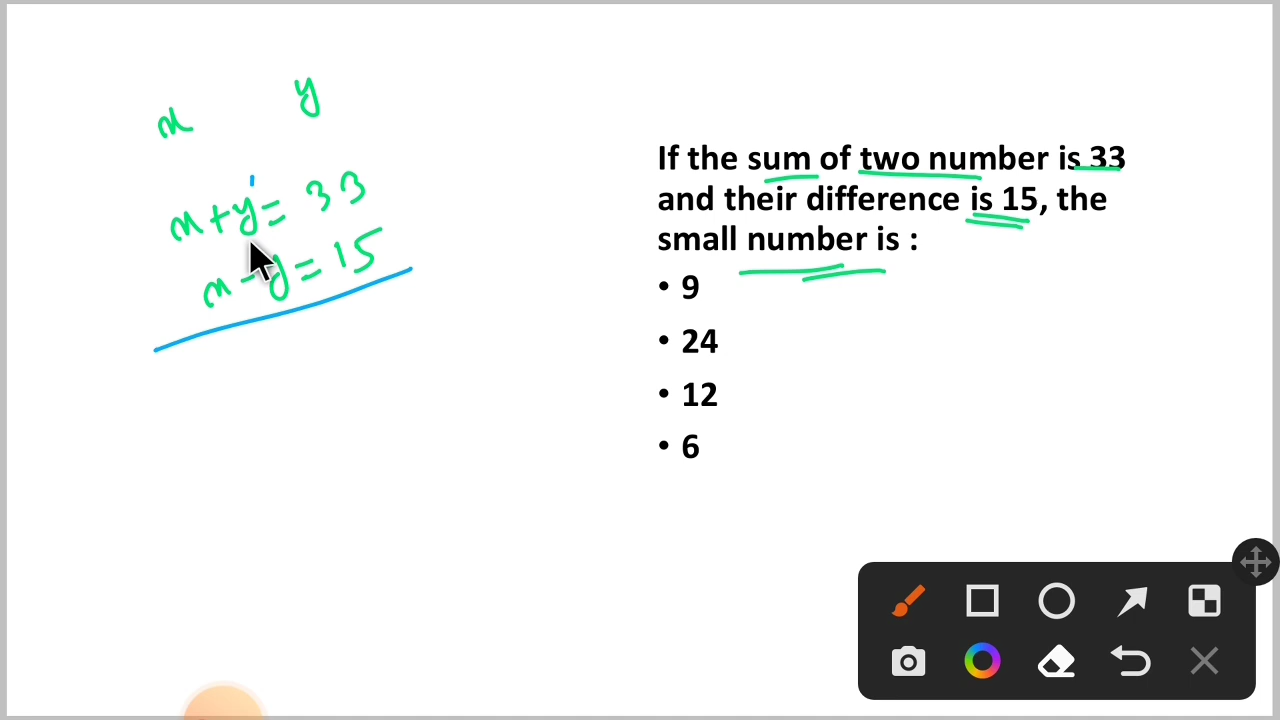 x y
x+y= 33
x-y=15
If the sum of two number is 33
and their difference is 15, the
small number is :
• 9
• 24
• 12
• 6